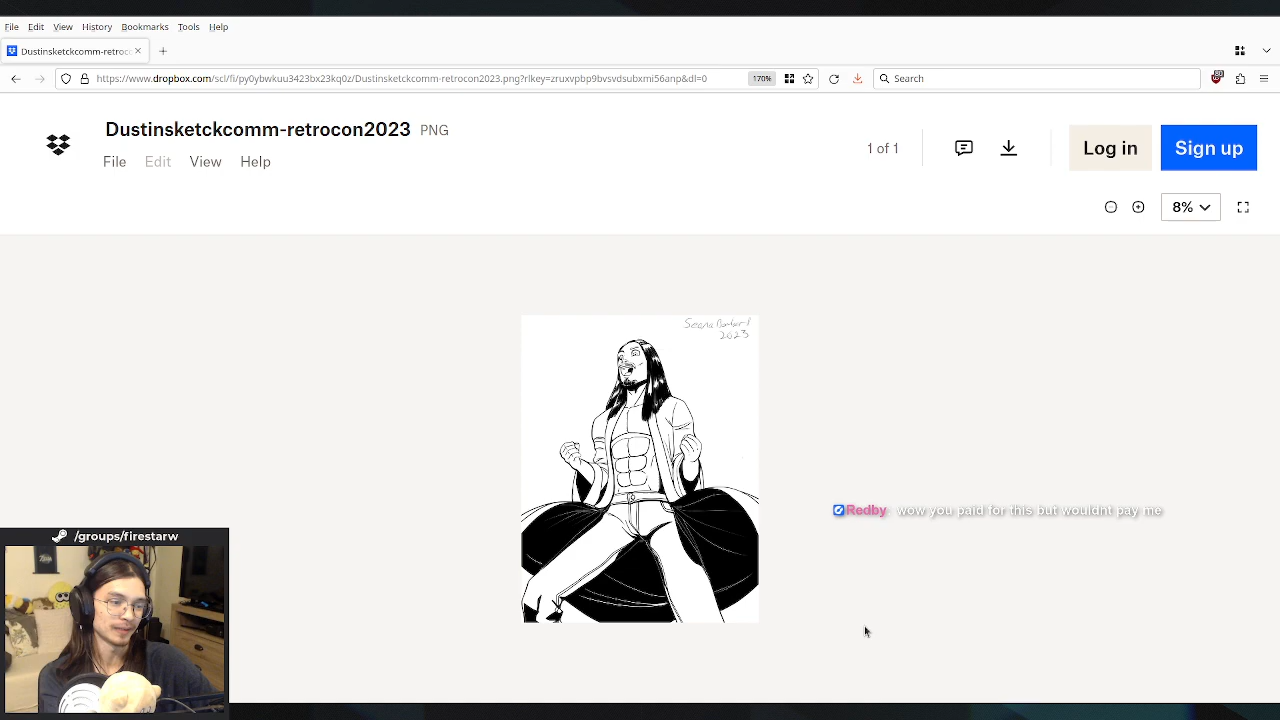 File Edit View History Bookmarks Tools Help
Dustinsketckcomm-retroc
https://www.dropbox.com/scl/fi/py0ybwkuu3423bx23kq0z/Dustinsketckcomm-retrocon2023.png?rlkey=zruxvpbp9bvsvdsubxmi56anp&dl=0 170% Search
Dustinsketckcomm-retrocon2023 PNG
File Edit View Help
1 of 1
Log in
Sign up
8%
2023
Redby wow you paid for this but wouldnt pay me
/groups/firestarw